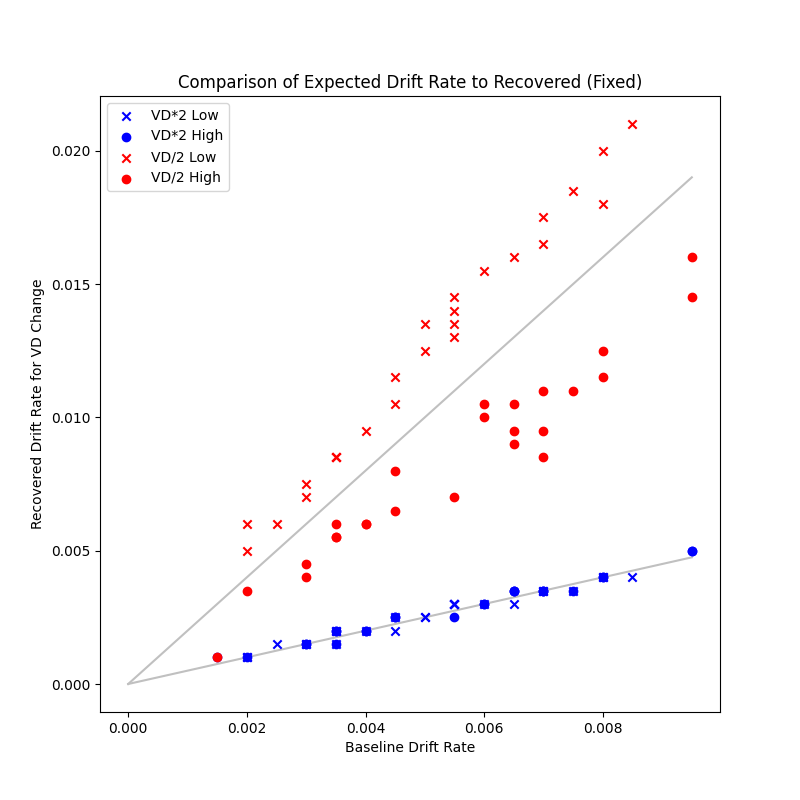 Comparison of Expected Drift Rate to Recovered (Fixed)
VD*2 Low
VD*2 High
VD/2 Low
VD/2 High
Recovered Drift Rate for VD Change
0.020
0.015
0.010
0.005
0.000
0.000 0.002 0.004 0.006 0.008
Baseline Drift Rate